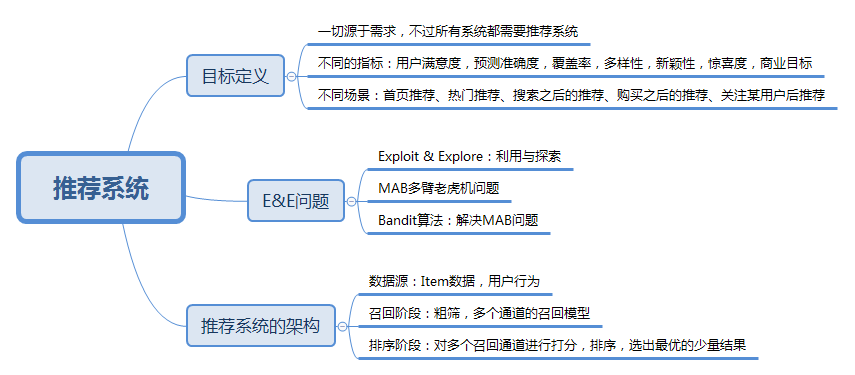 推荐系统
目标定义
一切源于需求，不过所有系统都需要推荐系统
不同的指标：用户满意度，预测准确度，覆盖率，多样性，新颖性，惊喜度，商业目标
不同场景：首页推荐、热门推荐、搜索之后的推荐、购买之后的推荐、关注某用户后推荐
E&E问题
Exploit & Explore：利用与探索
MAB多臂老虎机问题
Bandit算法：解决MAB问题
推荐系统的架构
数据源：Item数据，用户行为
召回阶段：粗筛，多个通道的召回模型
排序阶段：对多个召回通道进行打分，排序，选出最优的少量结果